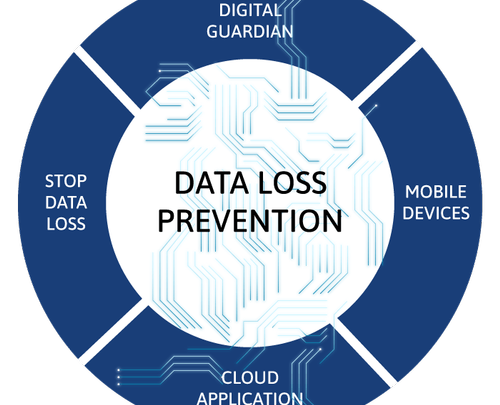 DIGITAL
GUARDIAN
STOP
DATA
LOSS
DATA LOSS
PREVENTION
MOBILE
DEVICES
CLOUD
APPLICATION